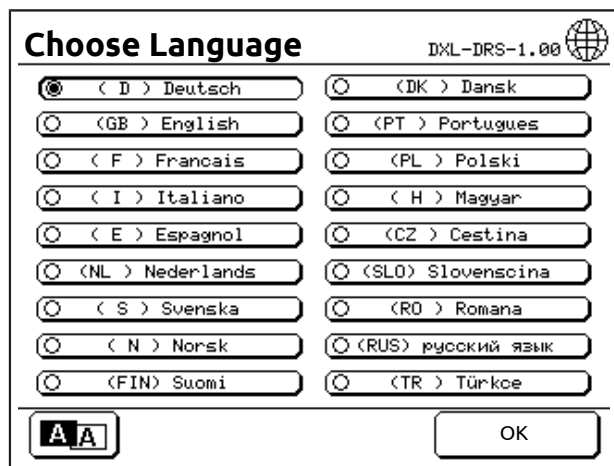 Choose Language
DXL-DRS-1.00
( D ) Deutsch
(GB ) English
( F ) Francais
( I ) Italiano
( E ) Espagnol
(NL ) Nederlands
( S ) Svenska
( N ) Norsk
(FIN) Suomi
(DK ) Dansk
(PT ) Portugues
(PL ) Polski
( H ) Magyar
(CZ ) Cestina
(SLO) Slovenscina
(RO ) Romana
(RUS) русский язык
(TR ) Türkce
A A
OK